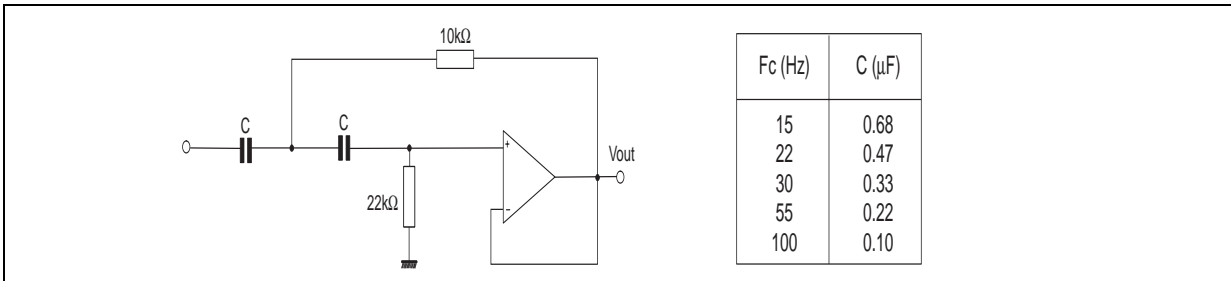 10kΩ
C
C
+
Vout
-
22kΩ
Fc (Hz) C (μF)
15 0.68
22 0.47
30 0.33
55 0.22
100 0.10